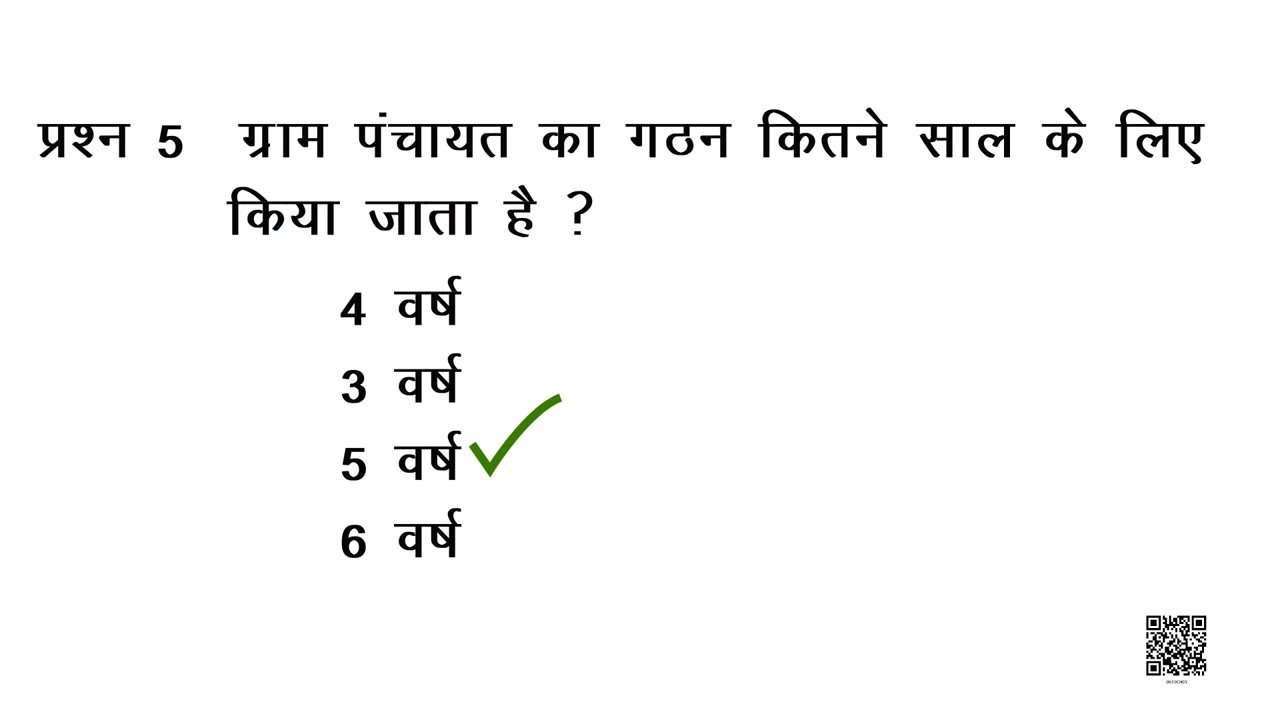 प्रश्न 5 ग्राम पंचायत का गठन कितने साल के लिए
किया जाता है ?
4 वर्ष
3 वर्ष
5 वर्ष
6 वर्ष